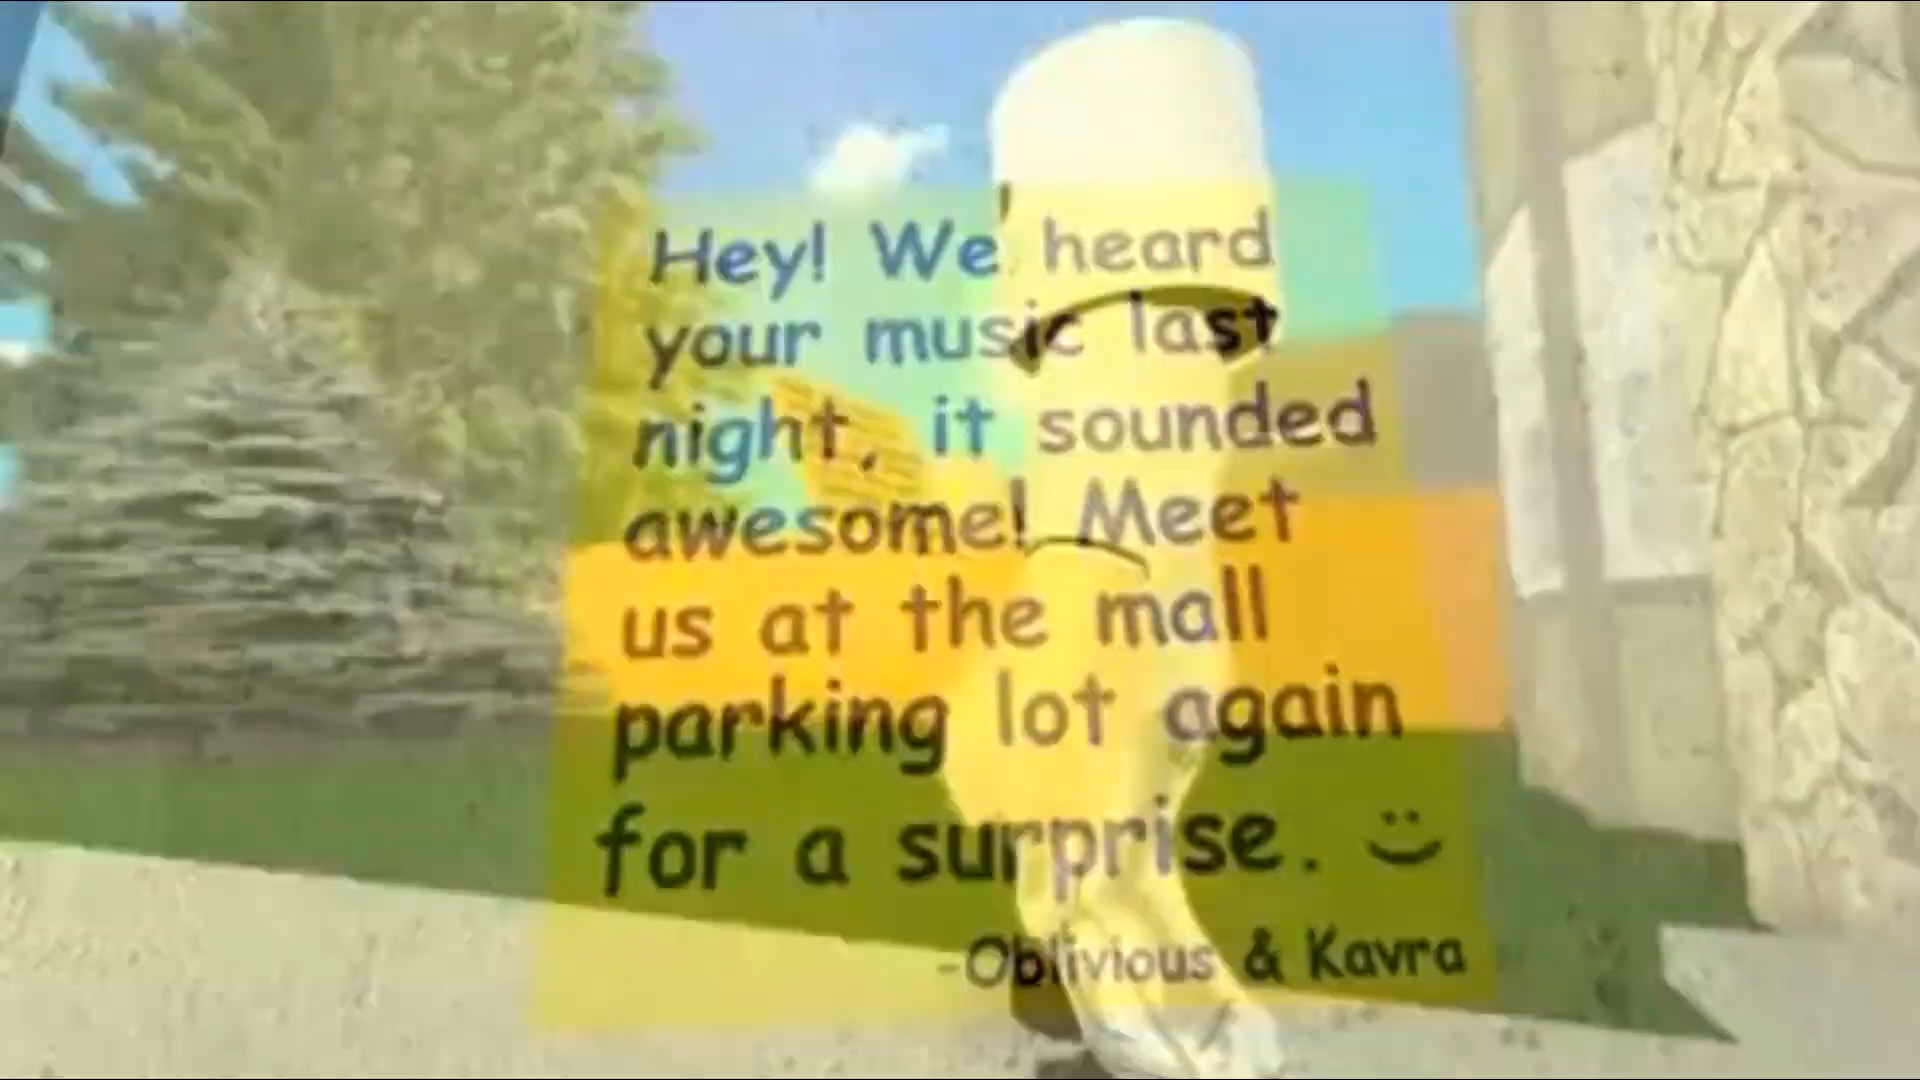 Hey! We heard
your music last
night, it sounded
awesome! Meet
us at the mall
parking lot again
for a surprise. :)
-Oblivious & Kavra